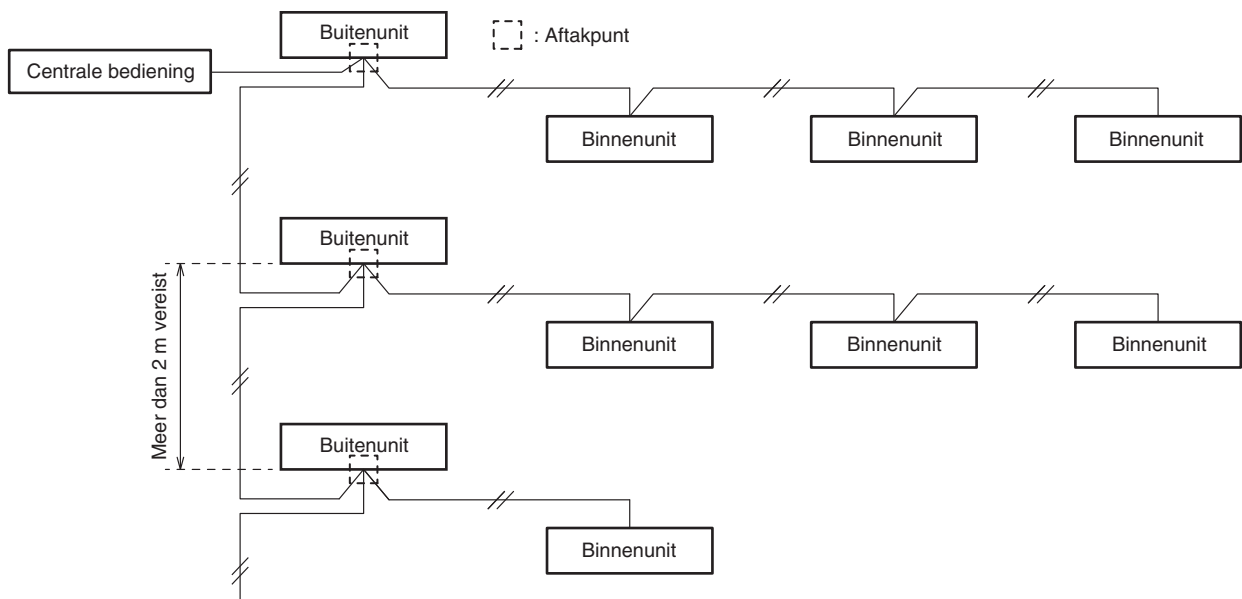 Buitenunit
: Aftakpunt
Centrale bediening
Binnenunit
Binnenunit
Binnenunit
Buitenunit
Meer dan 2 m vereist
Binnenunit
Binnenunit
Binnenunit
Buitenunit
Binnenunit